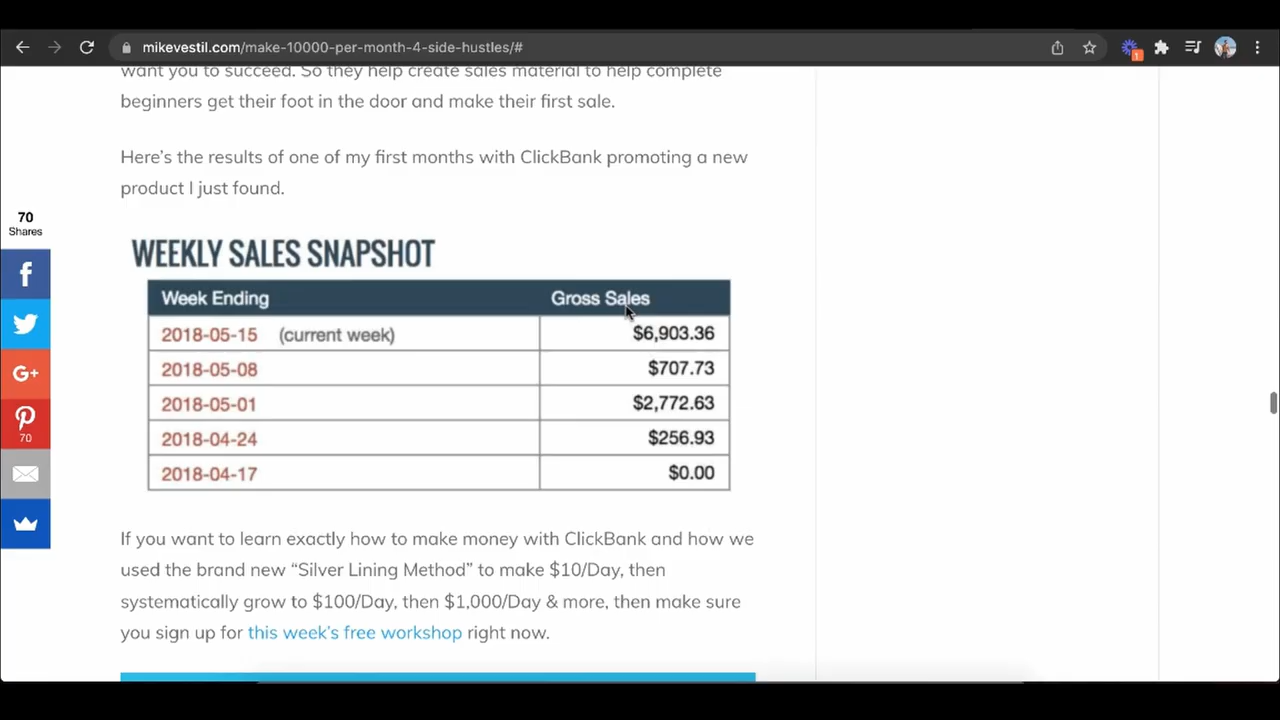 mikevestil.com/make-10000-per-month-4-side-hustles/#
1
want you to succeed. So they help create sales material to help complete
beginners get their foot in the door and make their first sale.
Here's the results of one of my first months with ClickBank promoting a new
product I just found.
70
Shares
G+
70
WEEKLY SALES SNAPSHOT
Week Ending Gross Sales
2018-05-15 (current week) $6,903.36
2018-05-08 $707.73
2018-05-01 $2,772.63
2018-04-24 $256.93
2018-04-17 $0.00
If you want to learn exactly how to make money with ClickBank and how we
used the brand new “Silver Lining Method” to make $10/Day, then
systematically grow to $100/Day, then $1,000/Day & more, then make sure
you sign up for this week's free workshop right now.